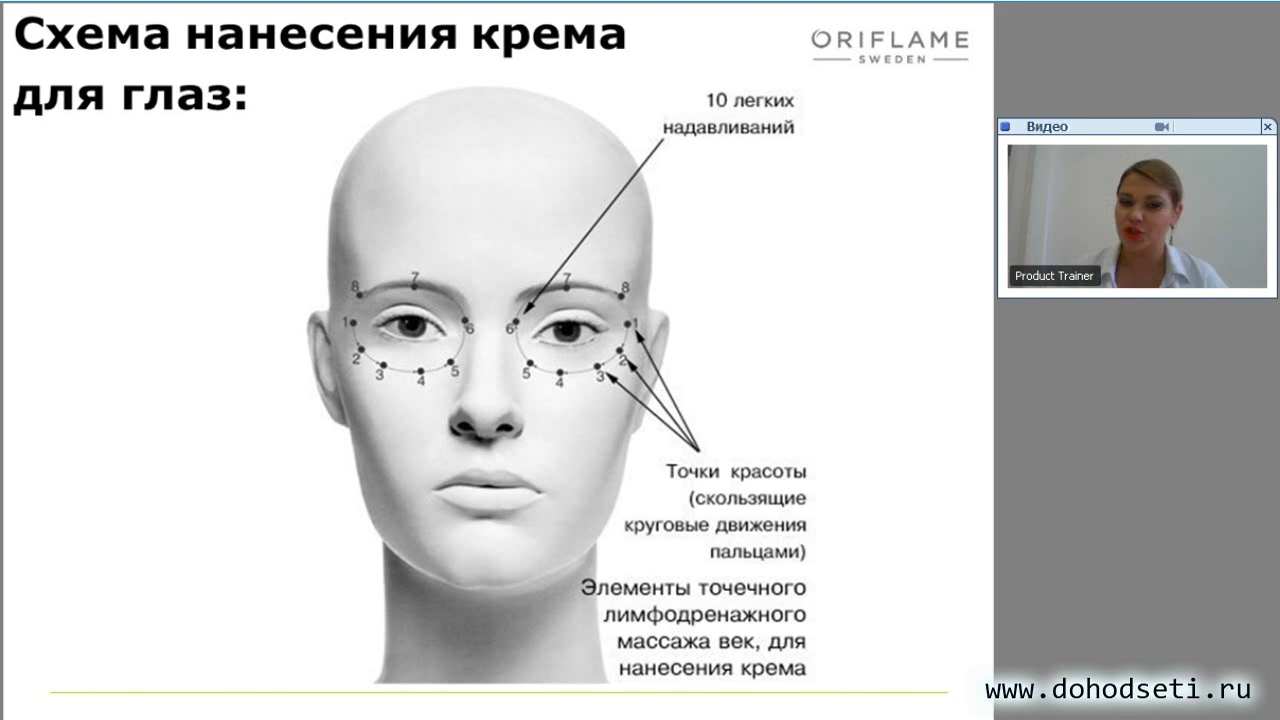 Схема нанесения крема
для глаз:
ORIFLAME
SWEDEN
10 легких
надавливаний
Видео
Product Trainer
8 7 7 8
1 6 6 1
2 3 4 5 5 4 3 2
Точки красоты
(скользящие
круговые движения
пальцами)
Элементы точечного
лимфодренажного
массажа век, для
нанесения крема
www.dohodseti.ru